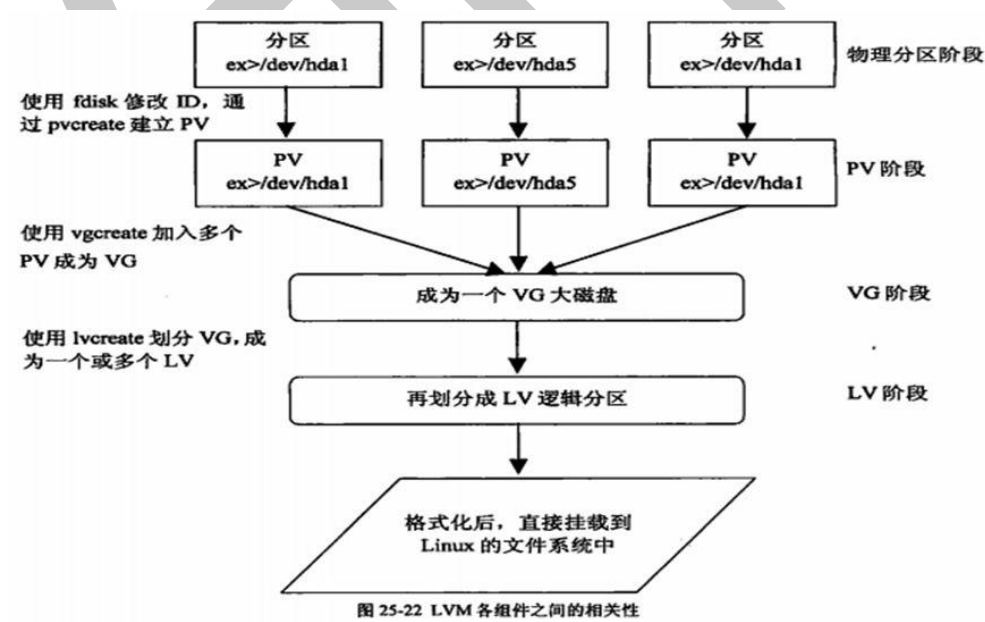 分区
ex>/dev/hda1
分区
ex>/dev/hda5
分区
ex>/dev/hda1
物理分区阶段
使用 fdisk 修改 ID，通
过 pvcreate 建立 PV
PV
ex>/dev/hda1
PV
ex>/dev/hda5
PV
ex>/dev/hda1
PV 阶段
使用 vgcreate 加入多个
PV 成为 VG
成为一个 VG 大磁盘
VG 阶段
使用 lvcreate 划分 VG，成
为一个或多个 LV
再划分成 LV 逻辑分区
LV 阶段
格式化后，直接挂载到
Linux 的文件系统中
图 25-22 LVM 各组件之间的相关性